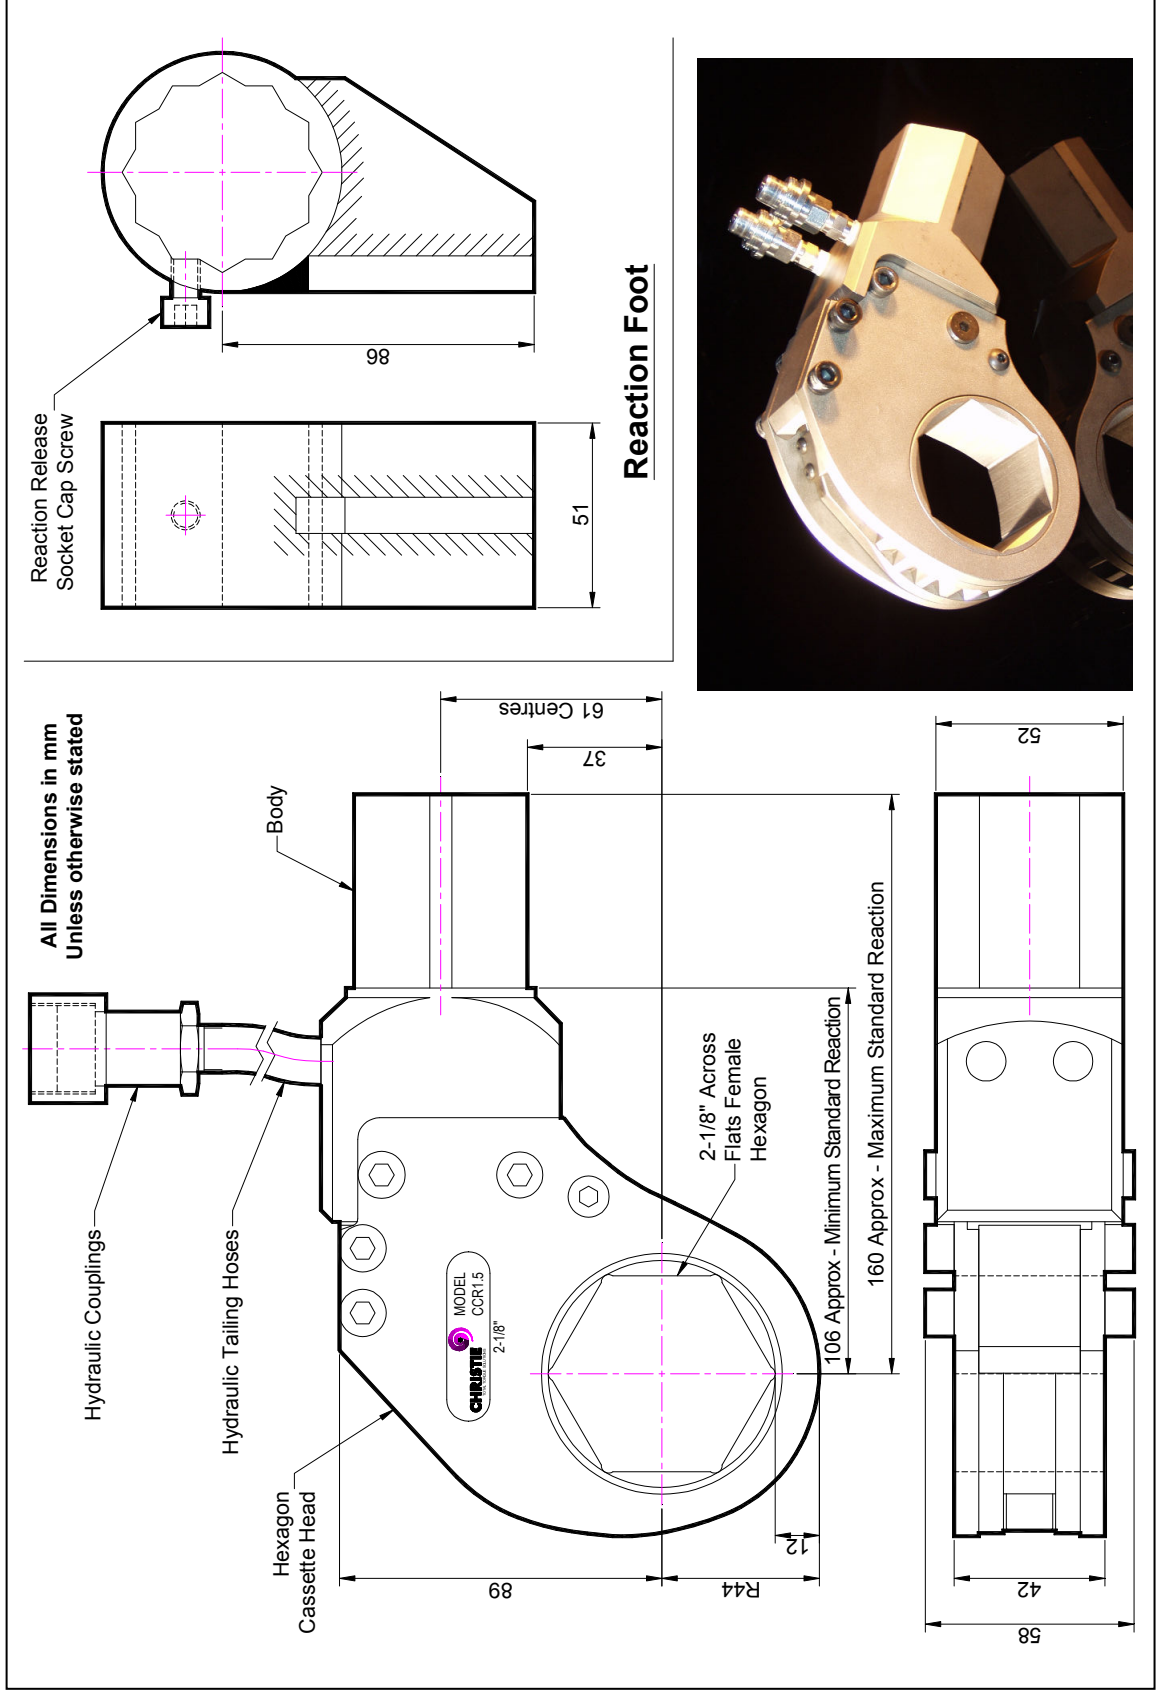 All Dimensions in mm
Unless otherwise stated
Reaction Release
Socket Cap Screw
86
51
Reaction Foot
Hydraulic Couplings
Hydraulic Tailing Hoses
Body
Hexagon
Cassette Head
CHRISTIE
MODEL
CCR1.5
2-1/8"
2-1/8" Across
Flats Female
Hexagon
61 Centres
37
89
R44
12
106 Approx - Minimum Standard Reaction
160 Approx - Maximum Standard Reaction
52
42
58